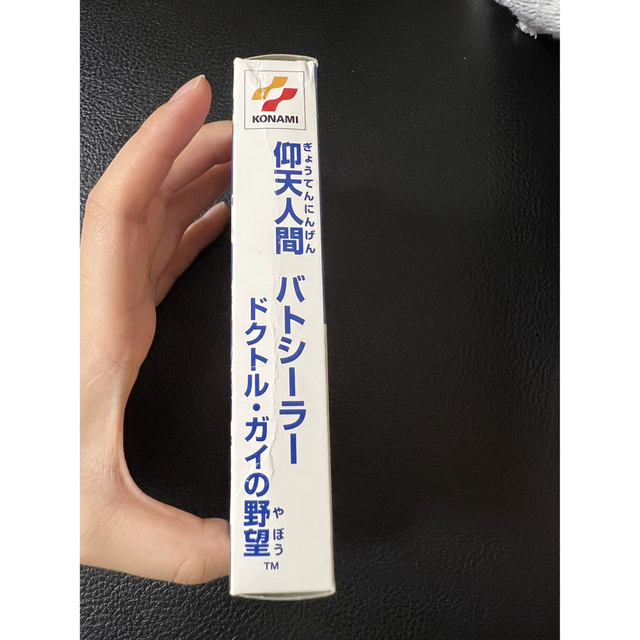 KONAMI
ぎょうてんにんげん
仰天人間 バトシーラー
ドクトル・ガイの野望
やぼう
TM